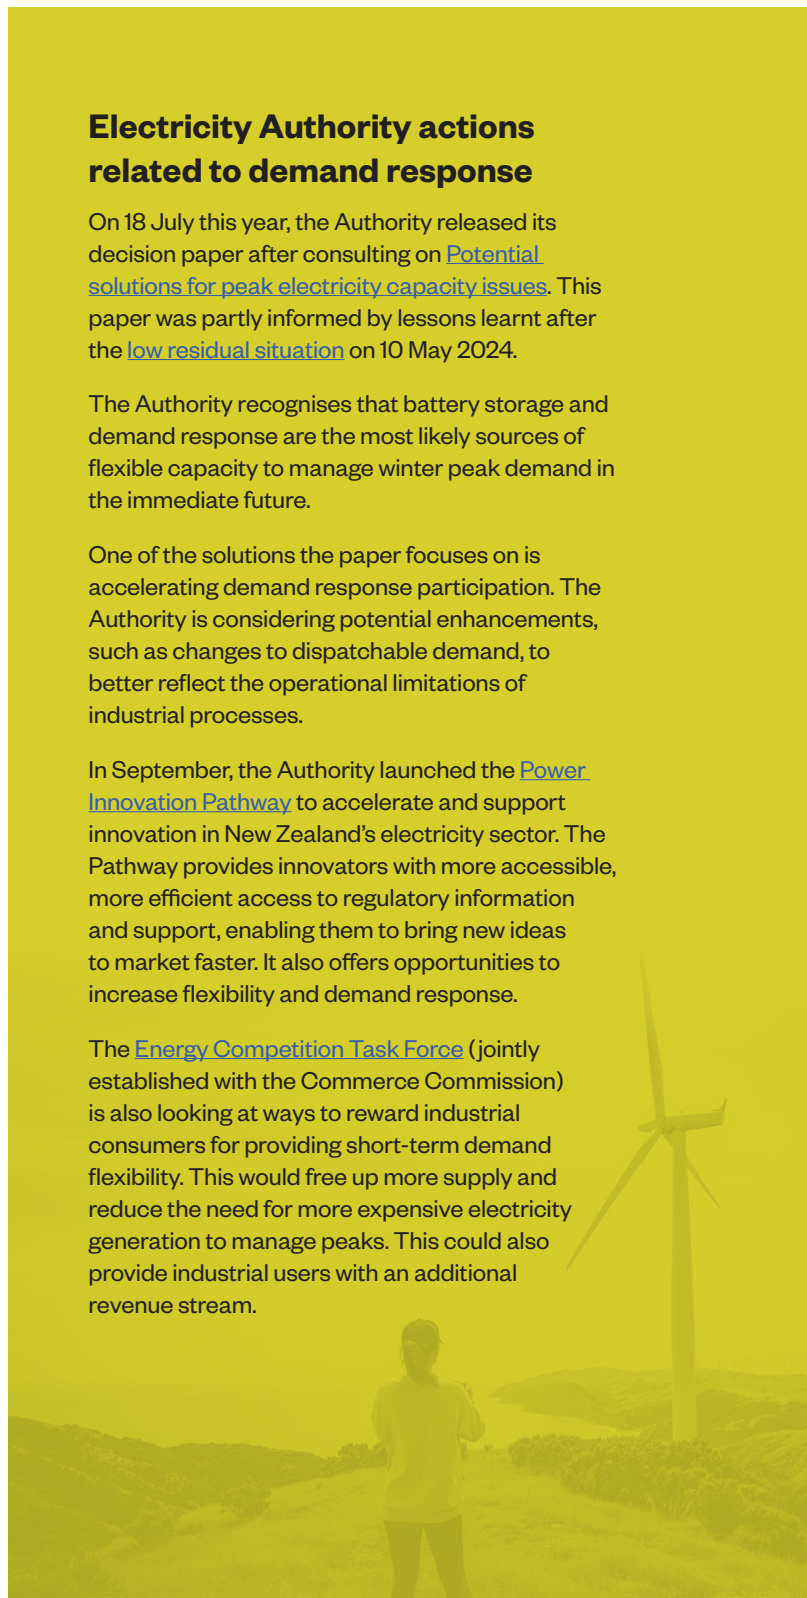 Electricity Authority actions
related to demand response
On 18 July this year, the Authority released its
decision paper after consulting on Potential
solutions for peak electricity capacity issues. This
paper was partly informed by lessons learnt after
the low residual situation on 10 May 2024.
The Authority recognises that battery storage and
demand response are the most likely sources of
flexible capacity to manage winter peak demand in
the immediate future.
One of the solutions the paper focuses on is
accelerating demand response participation. The
Authority is considering potential enhancements,
such as changes to dispatchable demand, to
better reflect the operational limitations of
industrial processes.
In September, the Authority launched the Power
Innovation Pathway to accelerate and support
innovation in New Zealand’s electricity sector. The
Pathway provides innovators with more accessible,
more efficient access to regulatory information
and support, enabling them to bring new ideas
to market faster. It also offers opportunities to
increase flexibility and demand response.
The Energy Competition Task Force (jointly
established with the Commerce Commission)
is also looking at ways to reward industrial
consumers for providing short-term demand
flexibility. This would free up more supply and
reduce the need for more expensive electricity
generation to manage peaks. This could also
provide industrial users with an additional
revenue stream.